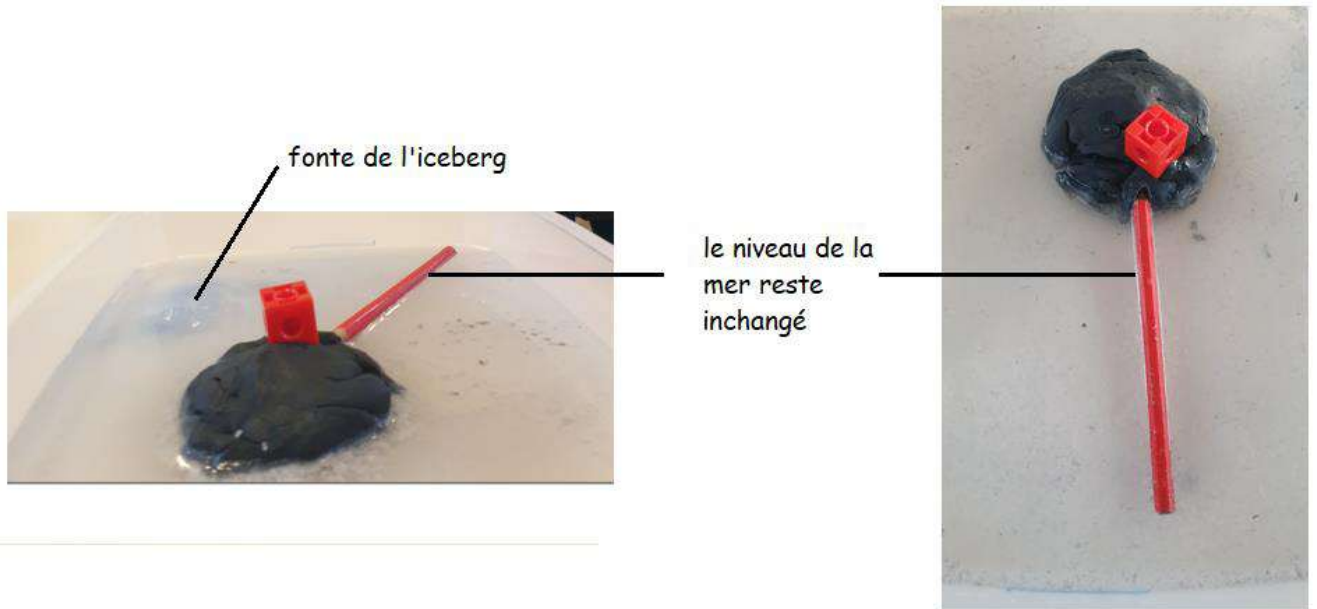 fonte de l'iceberg
le niveau de la
mer reste
inchangé